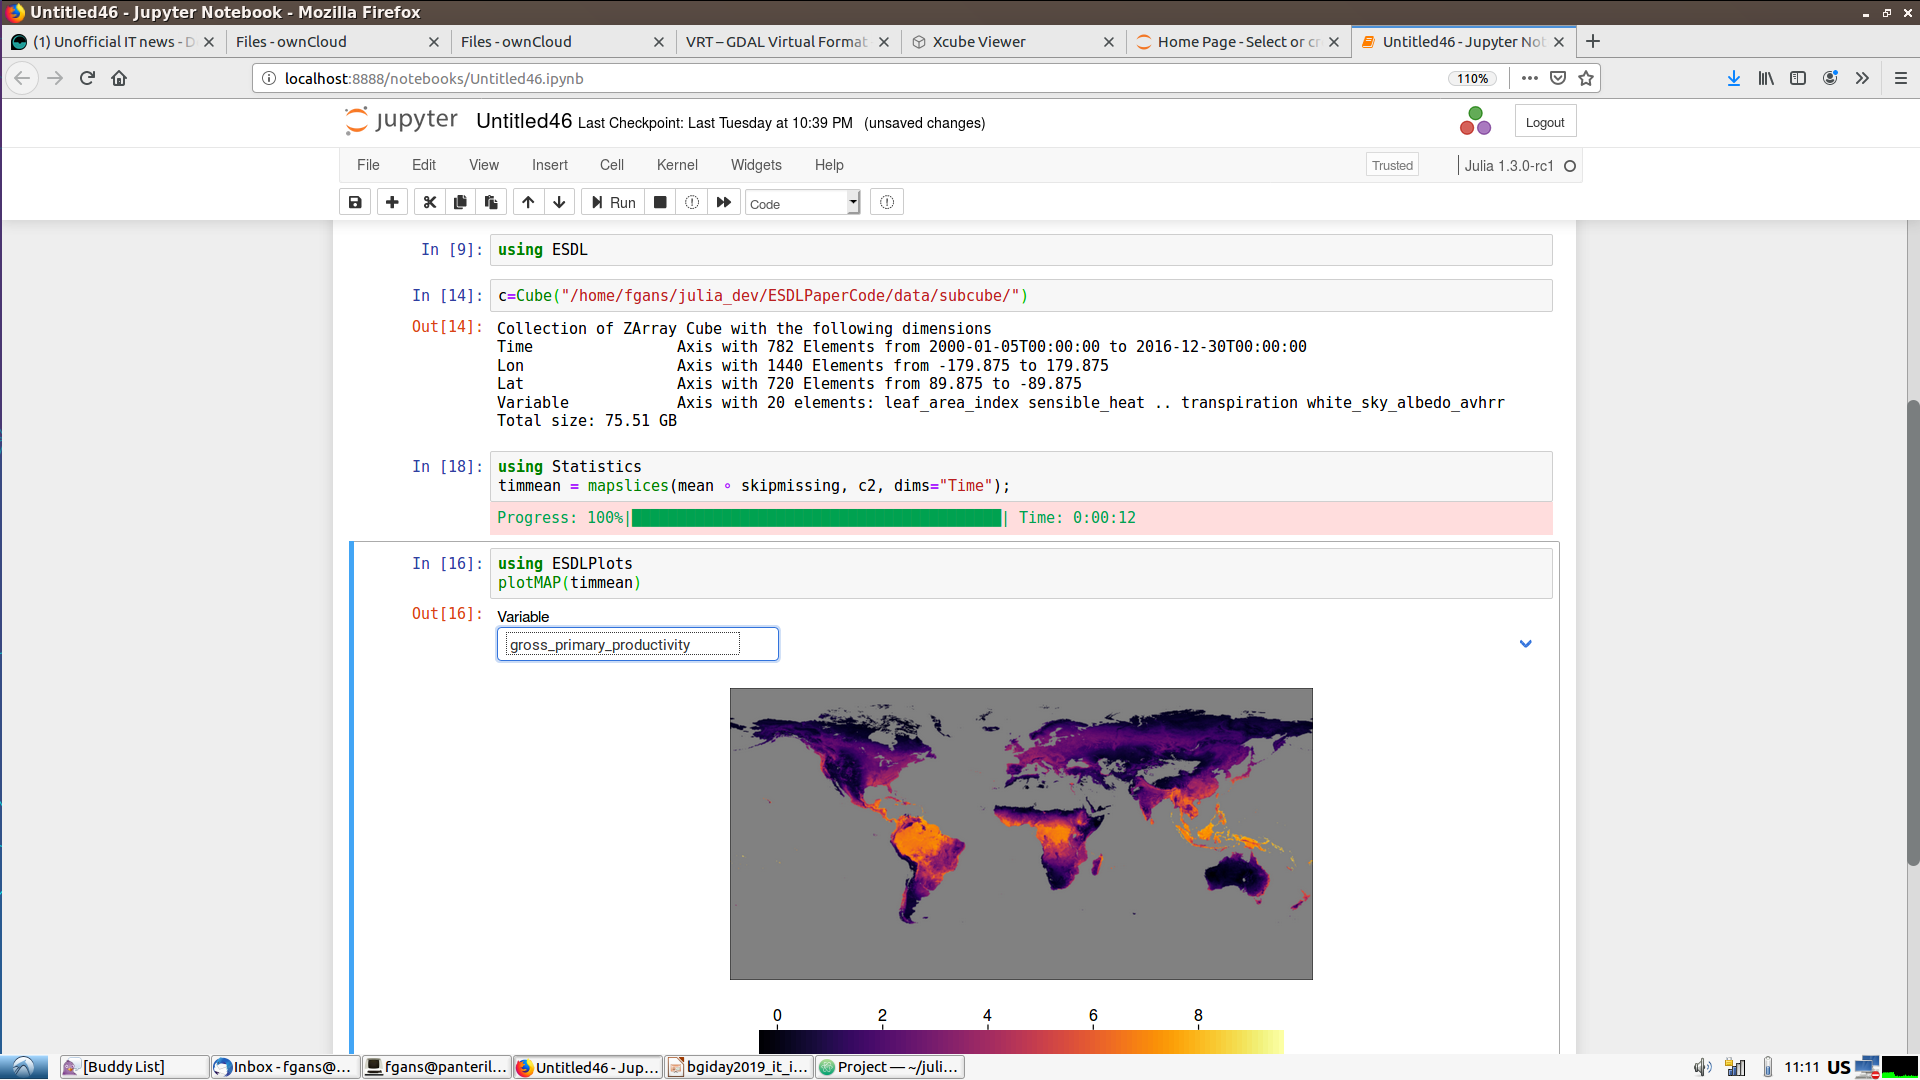 Untitled46 - Jupyter Notebook - Mozilla Firefox
(1) Unofficial IT news - D
Files - ownCloud
Files - ownCloud
VRT – GDAL Virtual Format
Xcube Viewer
Home Page - Select or cr
Untitled46 - Jupyter Not
localhost:8888/notebooks/Untitled46.ipynb
110%
jupyter Untitled46 Last Checkpoint: Last Tuesday at 10:39 PM (unsaved changes)
Logout
File Edit View Insert Cell Kernel Widgets Help
Trusted
Julia 1.3.0-rc1
Run
Code
In [9]: using ESDL
In [14]: c=Cube("/home/fgans/julia_dev/ESDLPaperCode/data/subcube/")
Out[14]: Collection of ZArray Cube with the following dimensions
Time Axis with 782 Elements from 2000-01-05T00:00:00 to 2016-12-30T00:00:00
Lon Axis with 1440 Elements from -179.875 to 179.875
Lat Axis with 720 Elements from 89.875 to -89.875
Variable Axis with 20 elements: leaf_area_index sensible_heat .. transpiration white_sky_albedo_avhrr
Total size: 75.51 GB
In [18]: using Statistics
timmean = mapslices(mean ∘ skipmissing, c2, dims="Time");
Progress: 100%| | Time: 0:00:12
In [16]: using ESDLPlots
plotMAP(timmean)
Out[16]: Variable
gross_primary_productivity
0 2 4 6 8
[Buddy List]
Inbox - fgans@...
fgans@panteril...
Untitled46 - Jup...
bgiday2019_it_i...
Project — ~/juli...
11:11 US